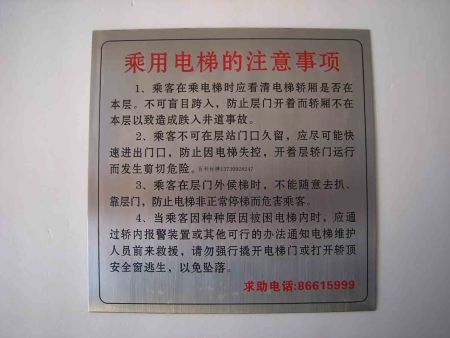 乘用电梯的注意事项
1、乘客在乘电梯时应看清电梯轿厢是否在
本层。不可盲目跨入，防止层门开着而轿厢不在
本层以致造成跌入井道事故。
2、乘客不可在层站门口久留，应尽可能快
速进出门口，防止因电梯失控，开着层轿门运行
而发生剪切危险。
3、乘客在层门外候梯时，不能随意去扒、
靠层门，防止电梯非正常停梯而危害乘客。
4、当乘客因种种原因被困电梯内时，应通
过轿内报警装置或其他可行的办法通知电梯维护
人员前来救援，请勿强行撬开电梯门或打开轿顶
安全窗逃生，以免坠落。
求助电话:86615999